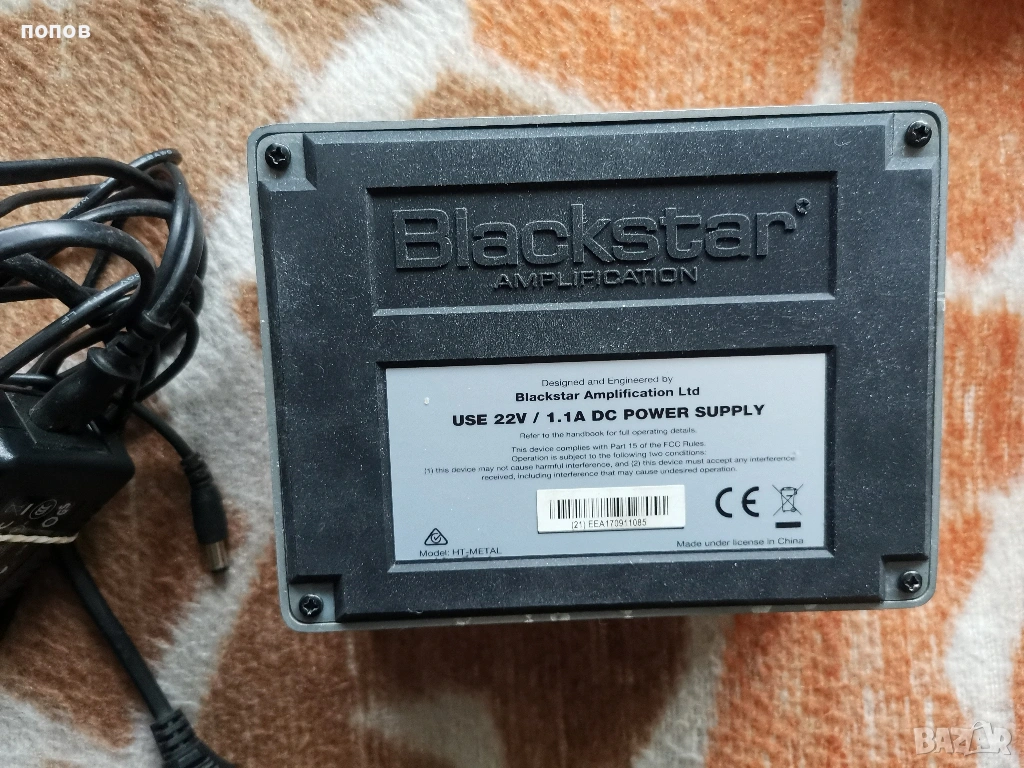 попов
Blackstar
AMPLIFICATION
Designed and Engineered by
Blackstar Amplification Ltd
USE 22V / 1.1A DC POWER SUPPLY
Refer to the handbook for full operating details.
This device complies with Part 15 of the FCC Rules.
Operation is subject to the following two conditions:
(1) this device may not cause harmful interference, and (2) this device must accept any interference
received, including interference that may cause undesired operation.
(21) EEA170911085
CE
Model: HT-METAL
Made under license in China
BAZAR